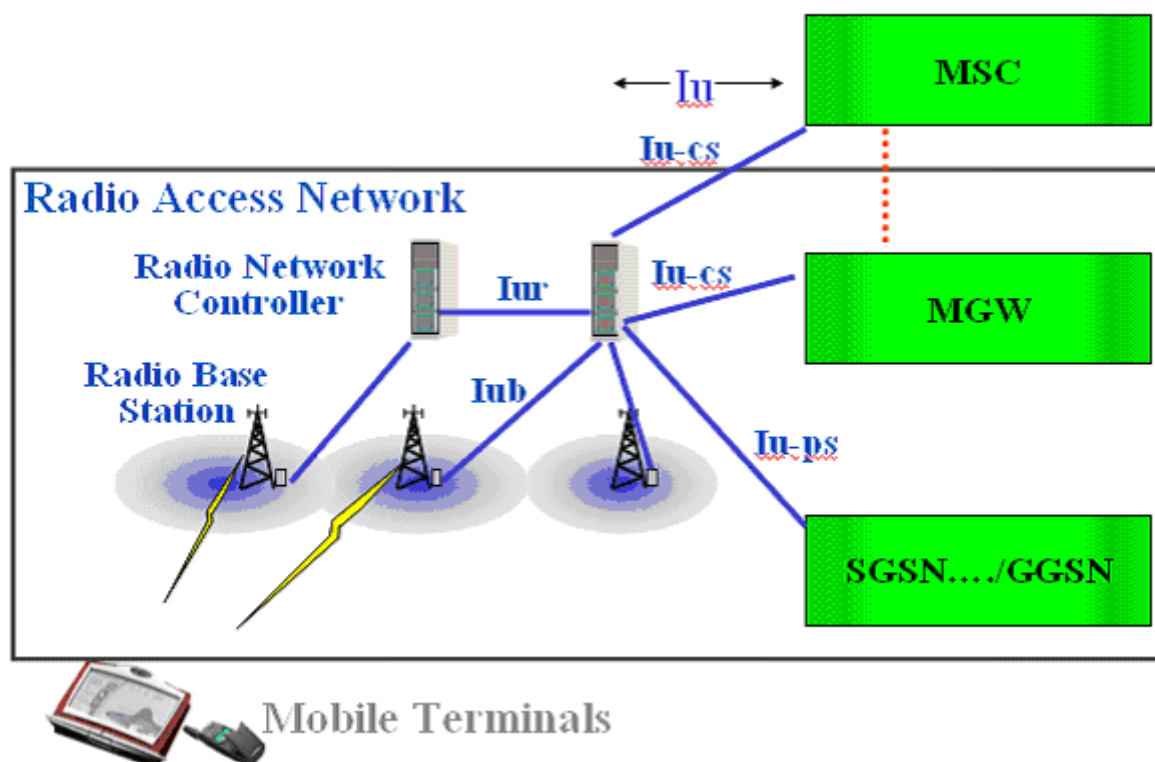 MSC
Iu
Iu-cs
Radio Access Network
Radio Network
Controller
Iur
Iu-cs
MGW
Radio Base
Station
Iub
Iu-ps
SGSN…./GGSN
Mobile Terminals